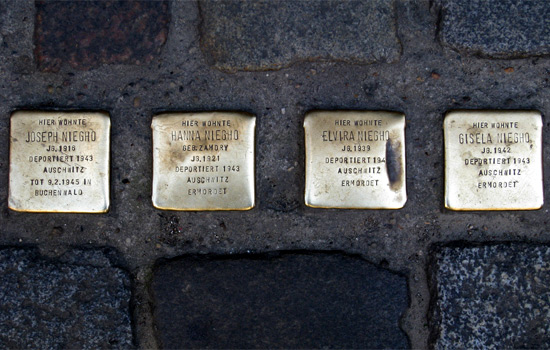 HIER WOHNTE
JOSEPH NIEGHO
JG. 1916
DEPORTIERT 1943
AUSCHWITZ
TOT 9.2.1945 IN
BUCHENWALD
HIER WOHNTE
HANNA NIEGHO
GEB. ZAMORY
JG. 1921
DEPORTIERT 1943
AUSCHWITZ
ERMORDET
HIER WOHNTE
ELVIRA NIEGHO
JG. 1939
DEPORTIERT 194
AUSCHWITZ
ERMORDET
HIER WOHNTE
GISELA NIEGHO
JG. 1942
DEPORTIERT 1943
AUSCHWITZ
ERMORDET